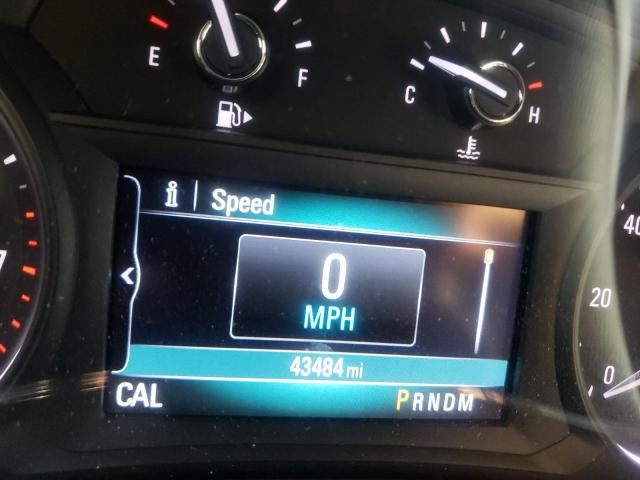 E F
C H
i | Speed
40
0
MPH
20
43484 mi
0
CAL PRNDM